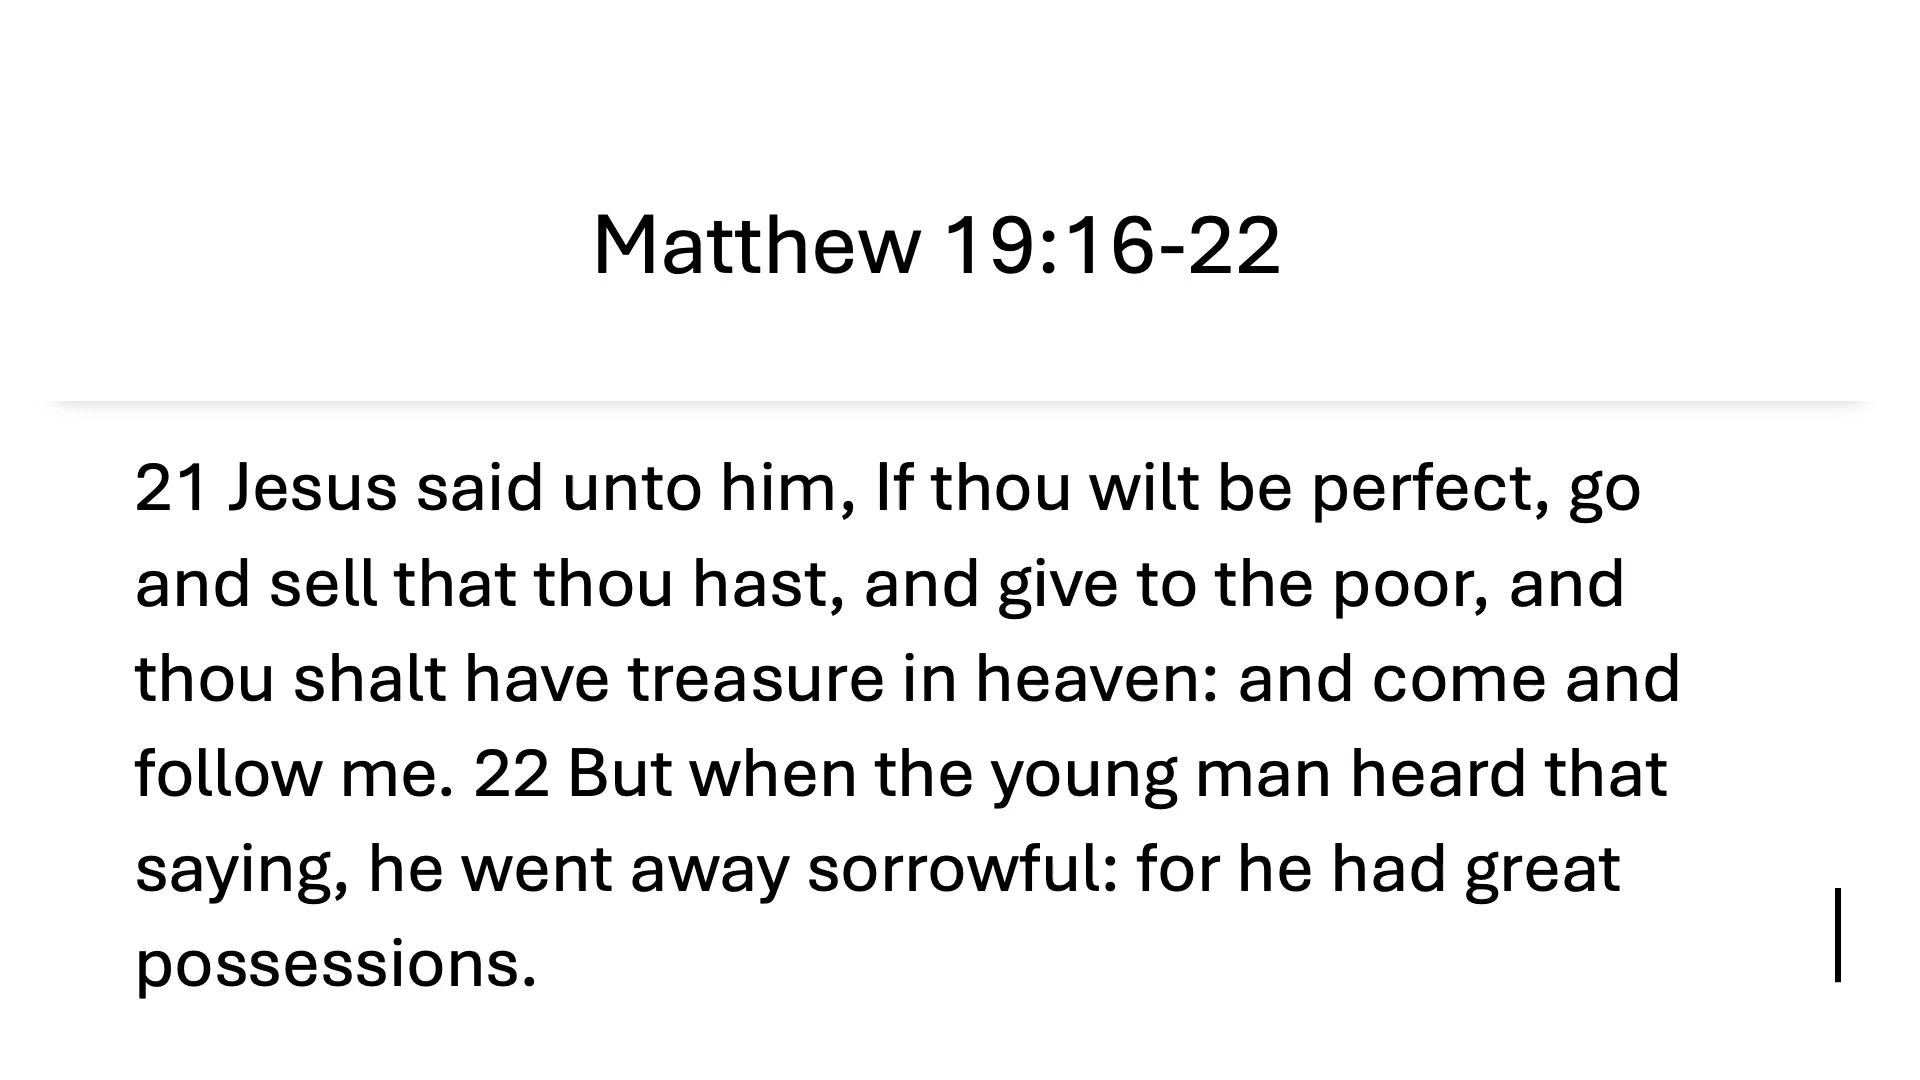 Matthew 19:16-22
21 Jesus said unto him, If thou wilt be perfect, go
and sell that thou hast, and give to the poor, and
thou shalt have treasure in heaven: and come and
follow me. 22 But when the young man heard that
saying, he went away sorrowful: for he had great
possessions.